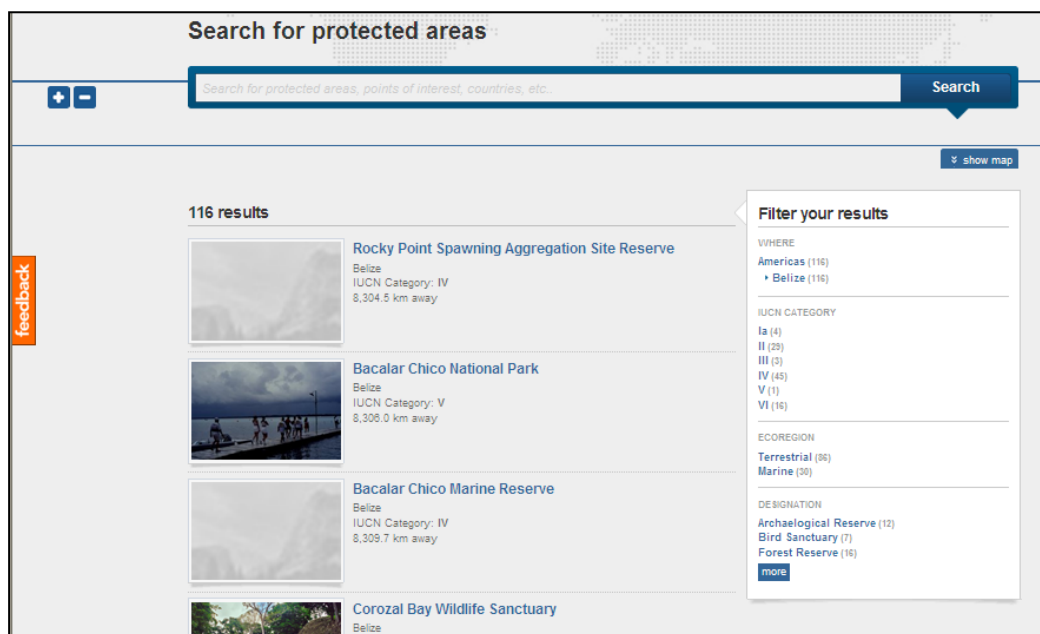 Search for protected areas
Search for protected areas, points of interest, countries, etc..
Search
show map
feedback
116 results
Rocky Point Spawning Aggregation Site Reserve
Belize
IUCN Category: IV
8,304.5 km away
Bacalar Chico National Park
Belize
IUCN Category: V
8,306.0 km away
Bacalar Chico Marine Reserve
Belize
IUCN Category: IV
8,309.7 km away
Corozal Bay Wildlife Sanctuary
Belize
Filter your results
WHERE
Americas (116)
Belize (116)
IUCN CATEGORY
Ia (4)
II (29)
III (3)
IV (45)
V (1)
VI (16)
ECOREGION
Terrestrial (86)
Marine (30)
DESIGNATION
Archaelogical Reserve (12)
Bird Sanctuary (7)
Forest Reserve (16)
more